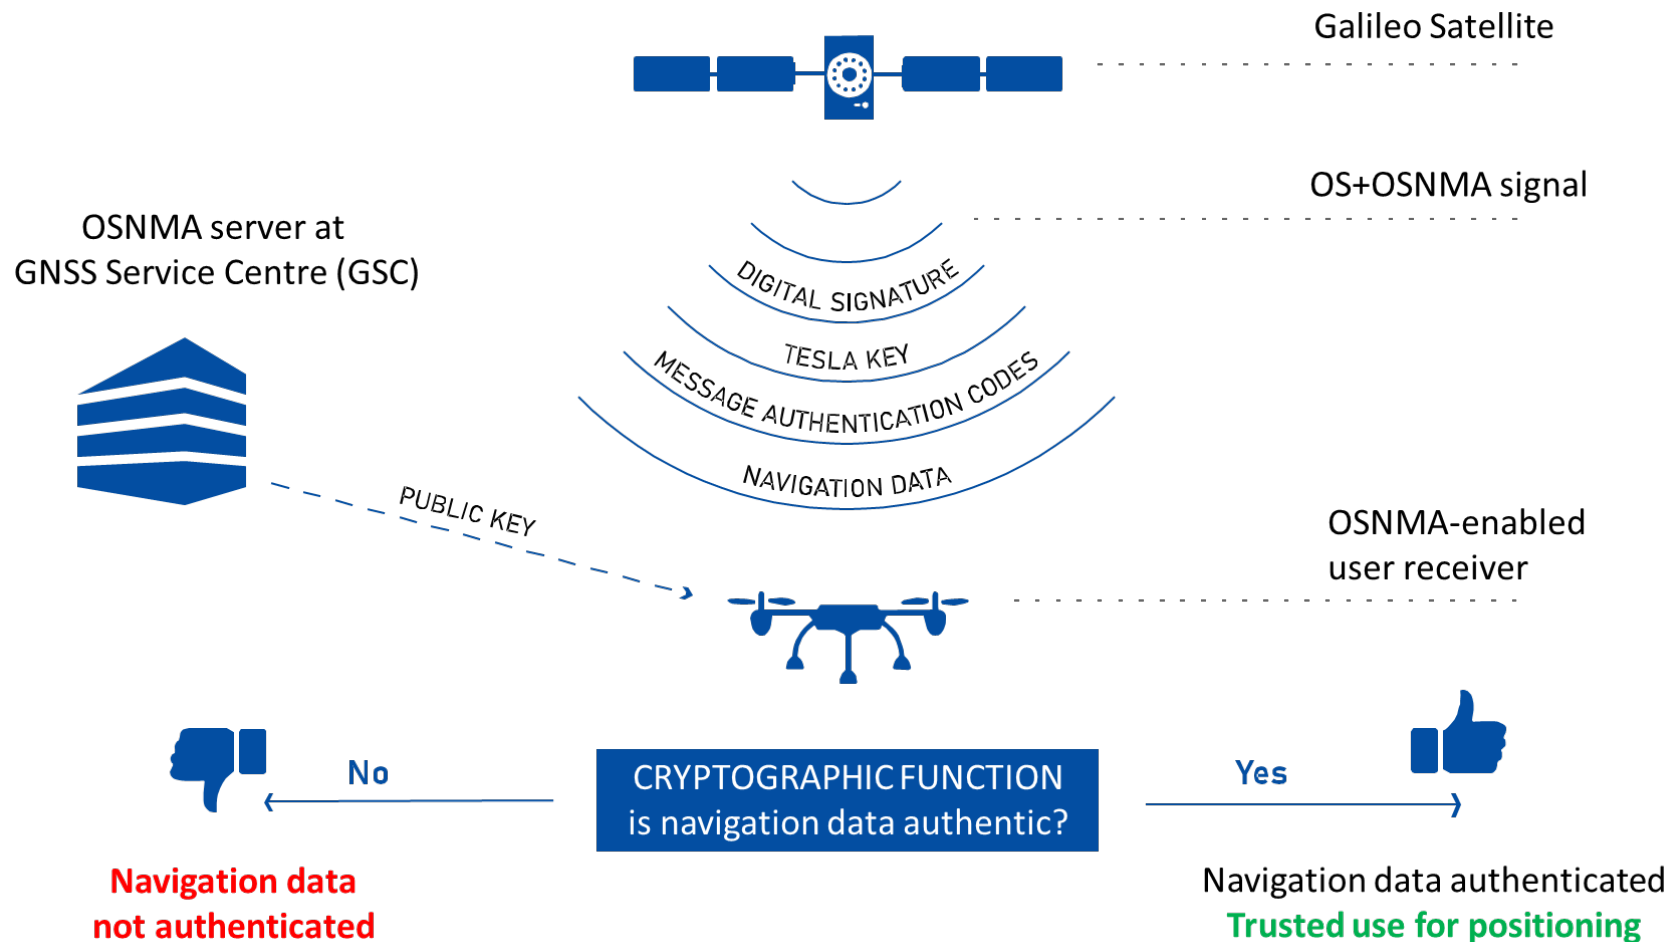 Galileo Satellite
OS+OSNMA signal
OSNMA server at
GNSS Service Centre (GSC)
DIGITAL SIGNATURE
TESLA KEY
MESSAGE AUTHENTICATION CODES
NAVIGATION DATA
PUBLIC KEY
OSNMA-enabled
user receiver
No
CRYPTOGRAPHIC FUNCTION
is navigation data authentic?
Yes
Navigation data
not authenticated
Navigation data authenticated
Trusted use for positioning